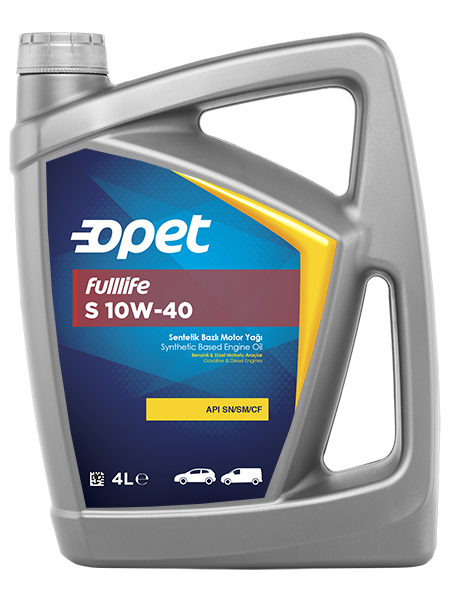 opet
fulllife
S 10W-40
Sentetik Bazlı Motor Yağı
Synthetic Based Engine Oil
Benzinli & Dizel Motorlu Araçlar
Gasoline & Diesel Engines
API SN/SM/CF
4L℮